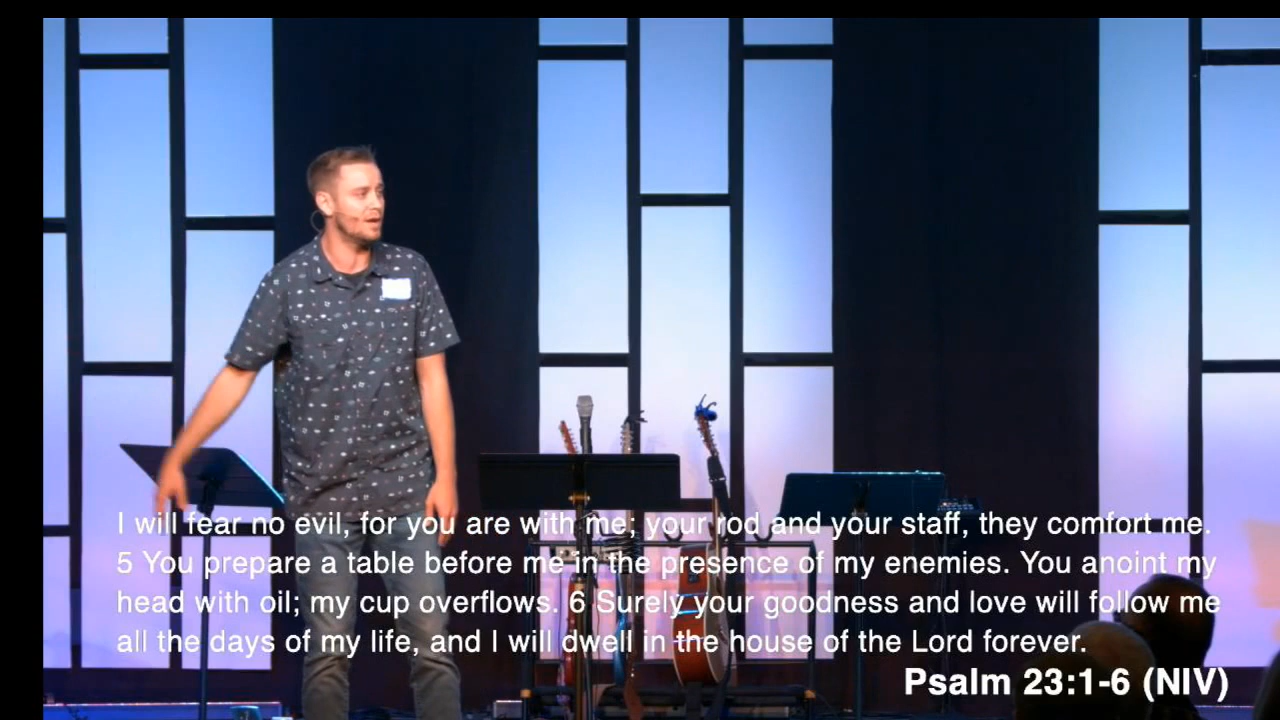 I will fear no evil, for you are with me; your rod and your staff, they comfort me.
5 You prepare a table before me in the presence of my enemies. You anoint my
head with oil; my cup overflows. 6 Surely your goodness and love will follow me
all the days of my life, and I will dwell in the house of the Lord forever.
Psalm 23:1-6 (NIV)